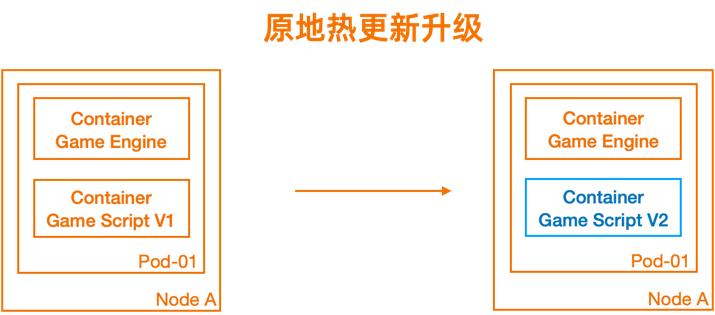 原地热更新升级
Container
Game Engine
Container
Game Script V1
Pod-01
Node A
Container
Game Engine
Container
Game Script V2
Pod-01
Node A